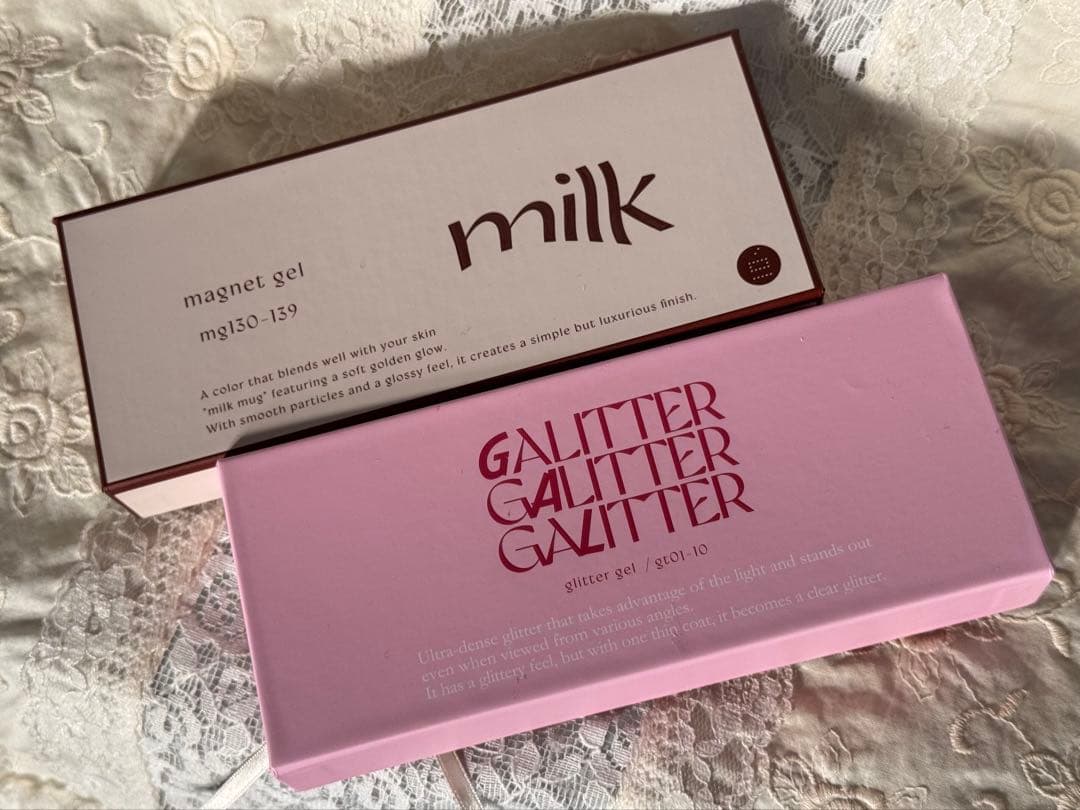 milk
magnet gel
mg130-139
A color that blends well with your skin
"milk mug" featuring a soft golden glow.
With smooth particles and a glossy feel, it creates a simple but luxurious finish.
GALITTER
GALITTER
GALITTER
glitter gel / gt01-10
Ultra-dense glitter that takes advantage of the light and stands out
even when viewed from various angles.
It has a glittery feel, but with one thin coat, it becomes a clear glitter.